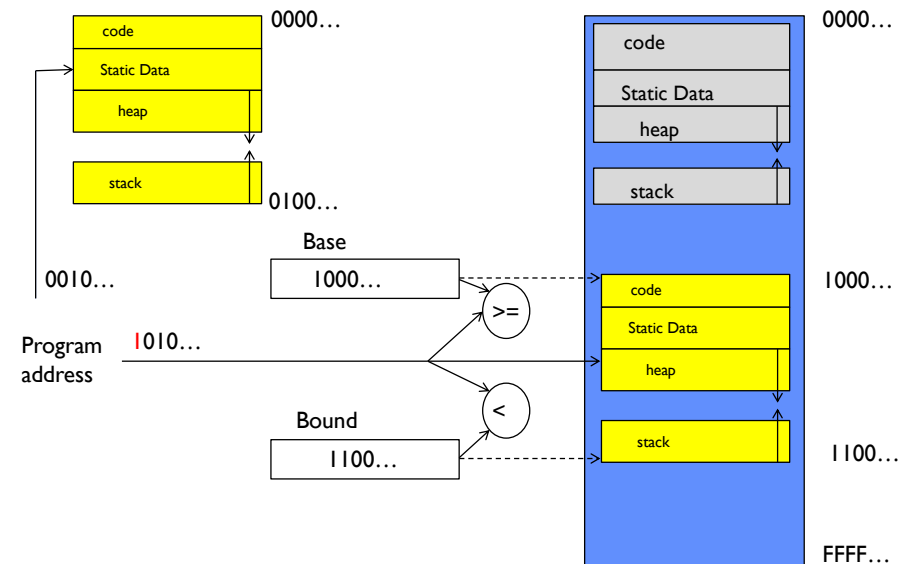 code
Static Data
heap
stack
0000…
0100…
0010…
Program
address
1010…
Base
1000…
>=
<
Bound
1100…
code
Static Data
heap
stack
code
Static Data
heap
stack
0000…
1000…
1100…
FFFF…